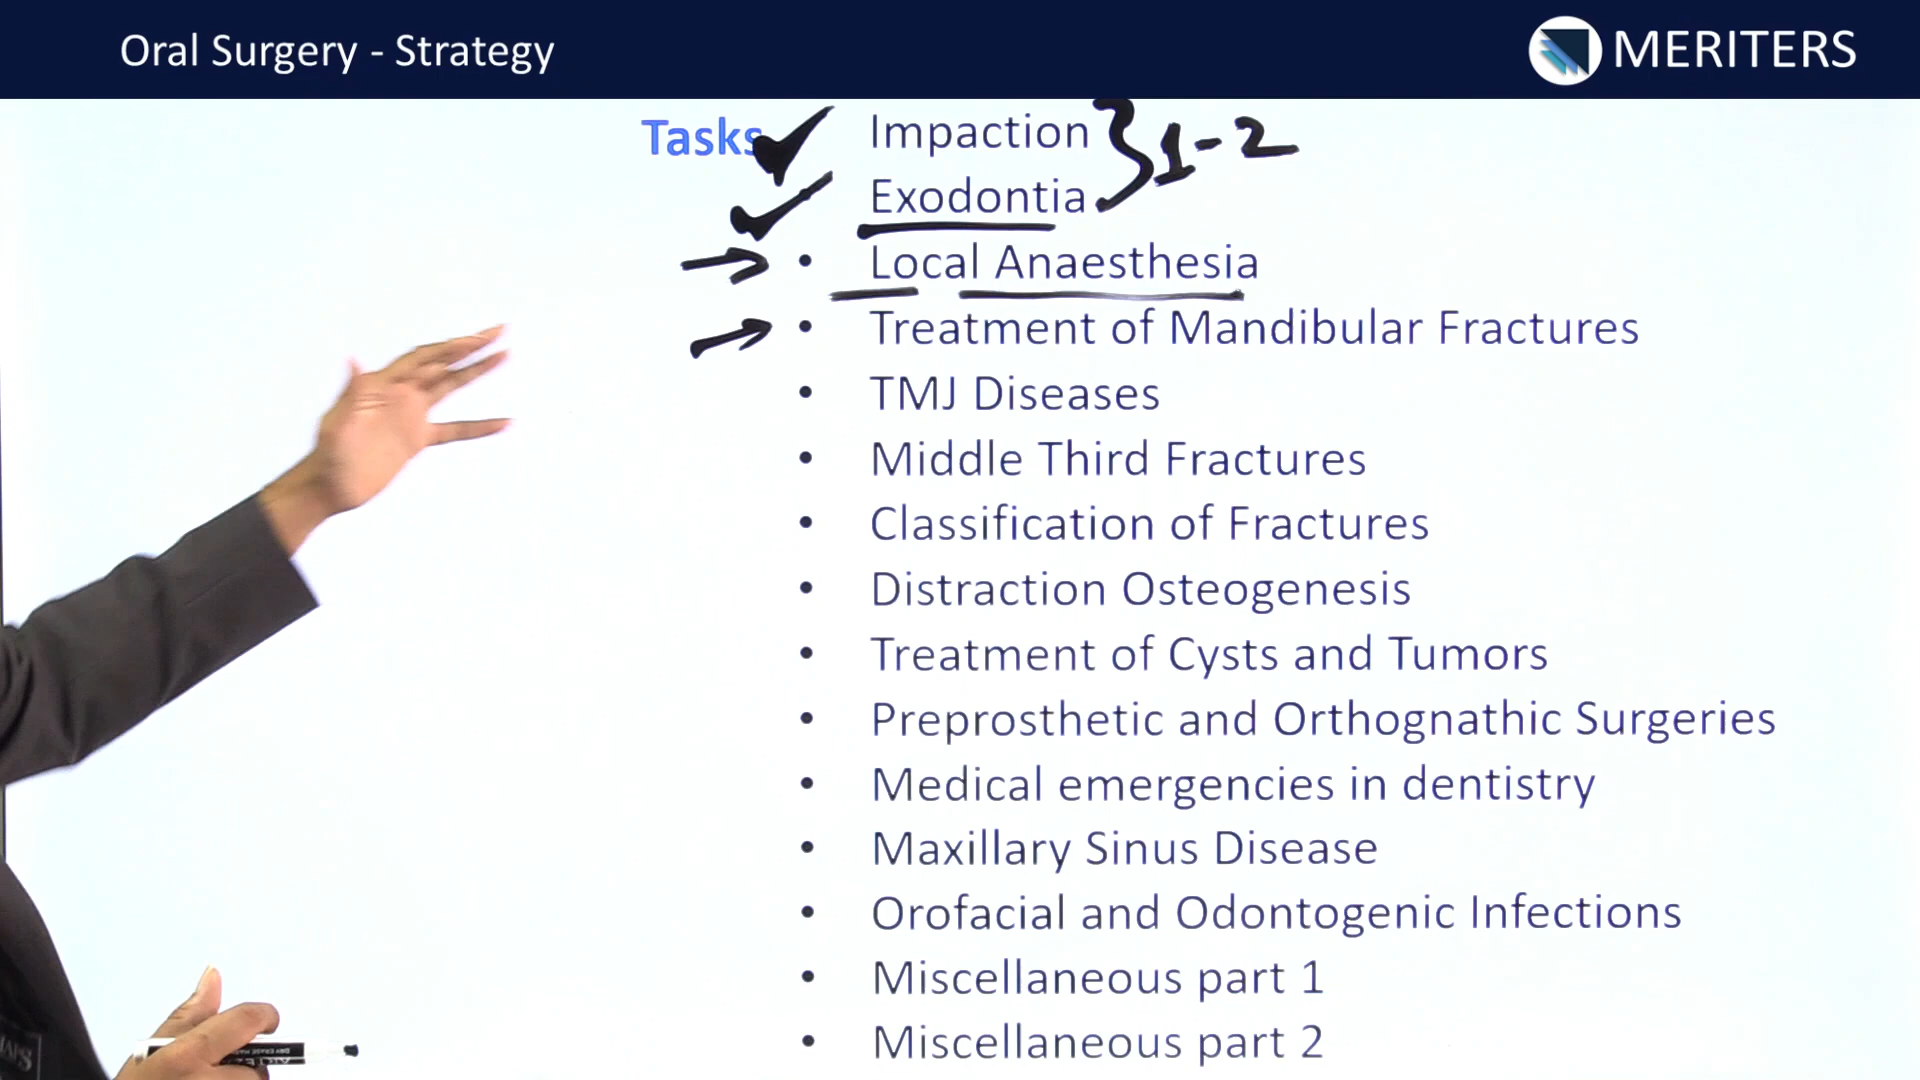 Oral Surgery - Strategy
MERITERS
Tasks
Impaction
1-2
Exodontia
Local Anaesthesia
Treatment of Mandibular Fractures
TMJ Diseases
Middle Third Fractures
Classification of Fractures
Distraction Osteogenesis
Treatment of Cysts and Tumors
Preprosthetic and Orthognathic Surgeries
Medical emergencies in dentistry
Maxillary Sinus Disease
Orofacial and Odontogenic Infections
Miscellaneous part 1
Miscellaneous part 2